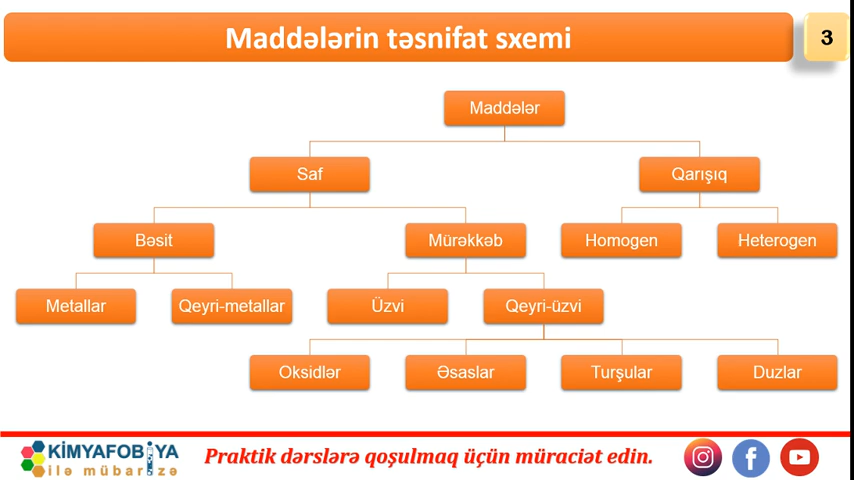 Maddələrin təsnifat sxemi
3
Maddələr
Saf
Qarışıq
Bəsit
Mürəkkəb
Homogen
Heterogen
Metallar
Qeyri-metallar
Üzvi
Qeyri-üzvi
Oksidlər
Əsaslar
Turşular
Duzlar
KİMYAFOBİYA
ilə mübarizə
Praktik dərslərə qoşulmaq üçün müraciət edin.